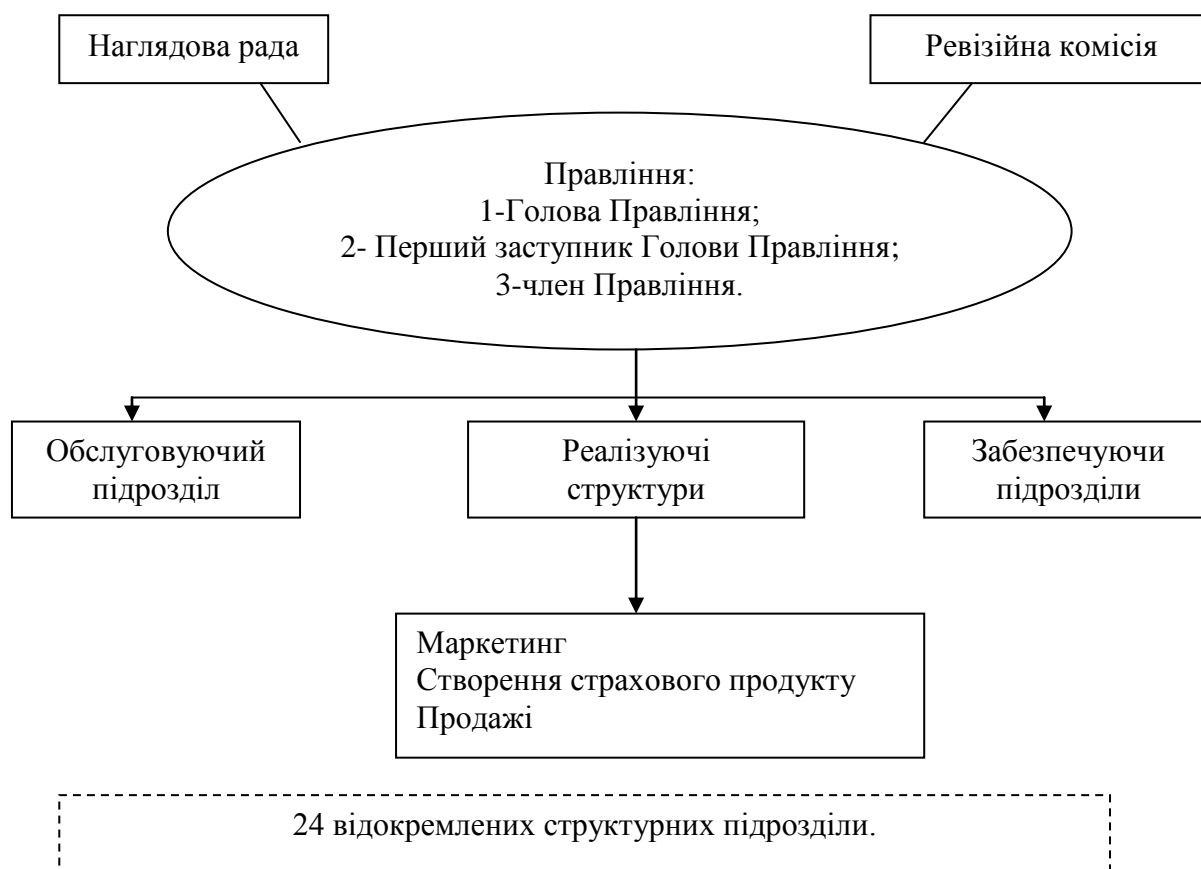 Наглядова рада
Ревізійна комісія
Правління:
1-Голова Правління;
2- Перший заступник Голови Правління;
3-член Правління.
Обслуговуючий
підрозділ
Реалізуючі
структури
Забезпечуючи
підрозділи
Маркетинг
Створення страхового продукту
Продажі
24 відокремлених структурних підрозділи.